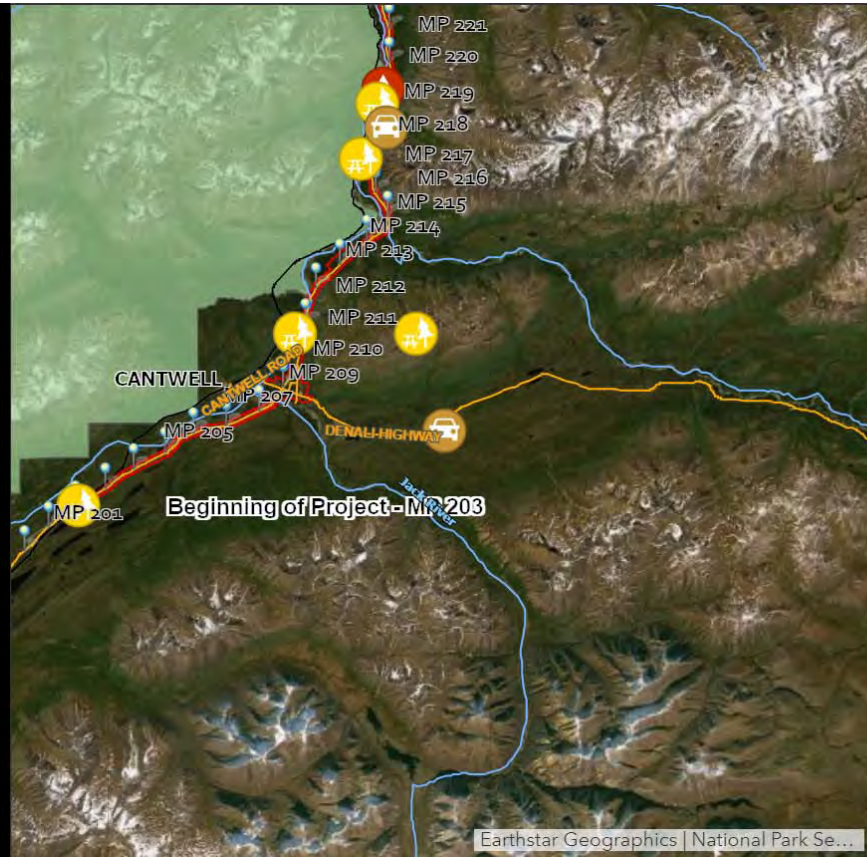 MP 221
MP 220
MP 219
MP 218
MP 217
MP 216
MP 215
MP 214
MP 213
MP 212
MP 211
MP 210
MP 209
CANTWELL
CANTWELL ROAD
MP 207
MP 205
DENALI-HIGHWAY
MP 201
Beginning of Project - MP 203
Jack River
Earthstar Geographics | National Park Se...